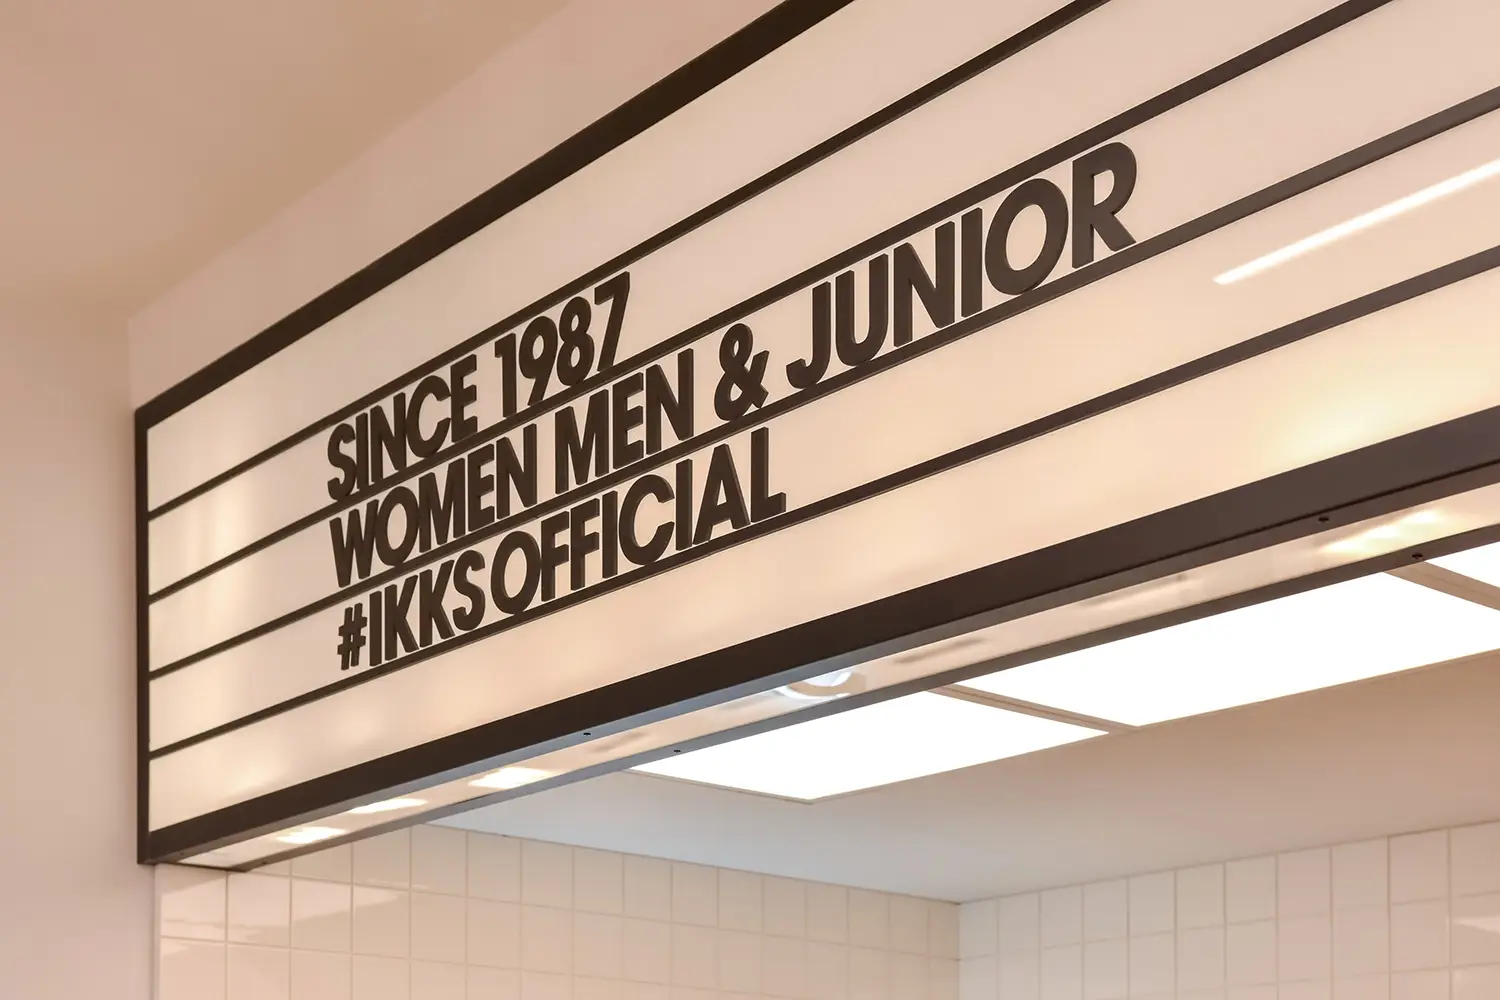 SINCE 1987
WOMEN MEN & JUNIOR
#IKKSOFFICIAL